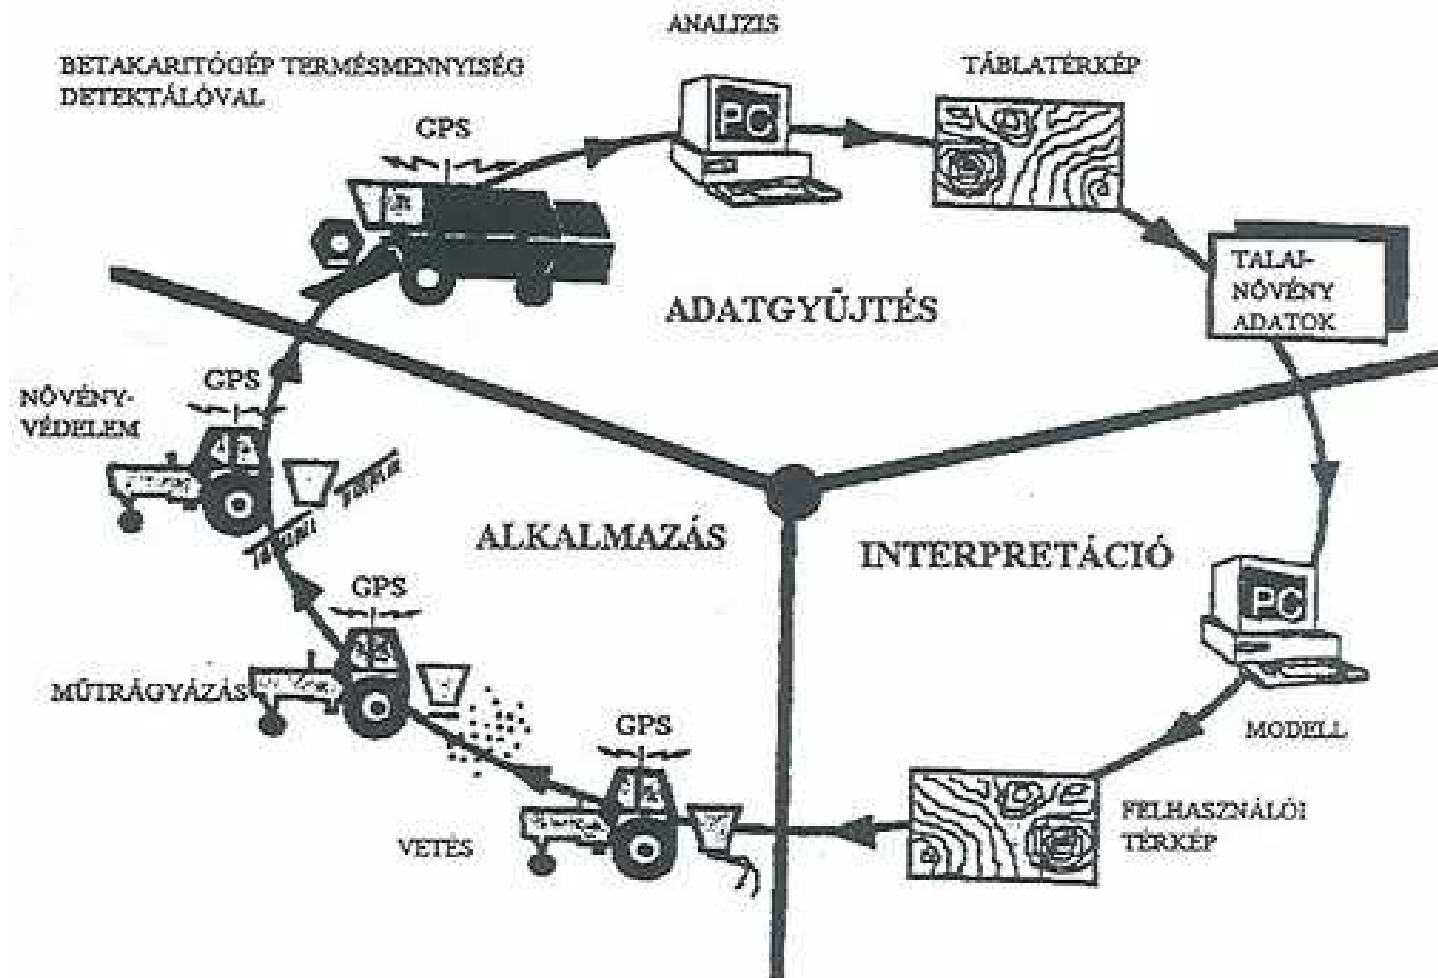 ANALIZIS
BETAKARITÓGÉP TERMÉSMENNYISÉG
DETEKTÁLÓVAL
TÁBLATÉRKÉP
GPS
PC
TALAJ-
NÖVÉNY
ADATOK
ADATGYŰJTÉS
GPS
NÖVÉNY-
VÉDELEM
ALKALMAZÁS
INTERPRETÁCIÓ
GPS
PC
MŰTRÁGYÁZÁS
GPS
MODELL
VETÉS
FELHASZNÁLÓI
TÉRKÉP